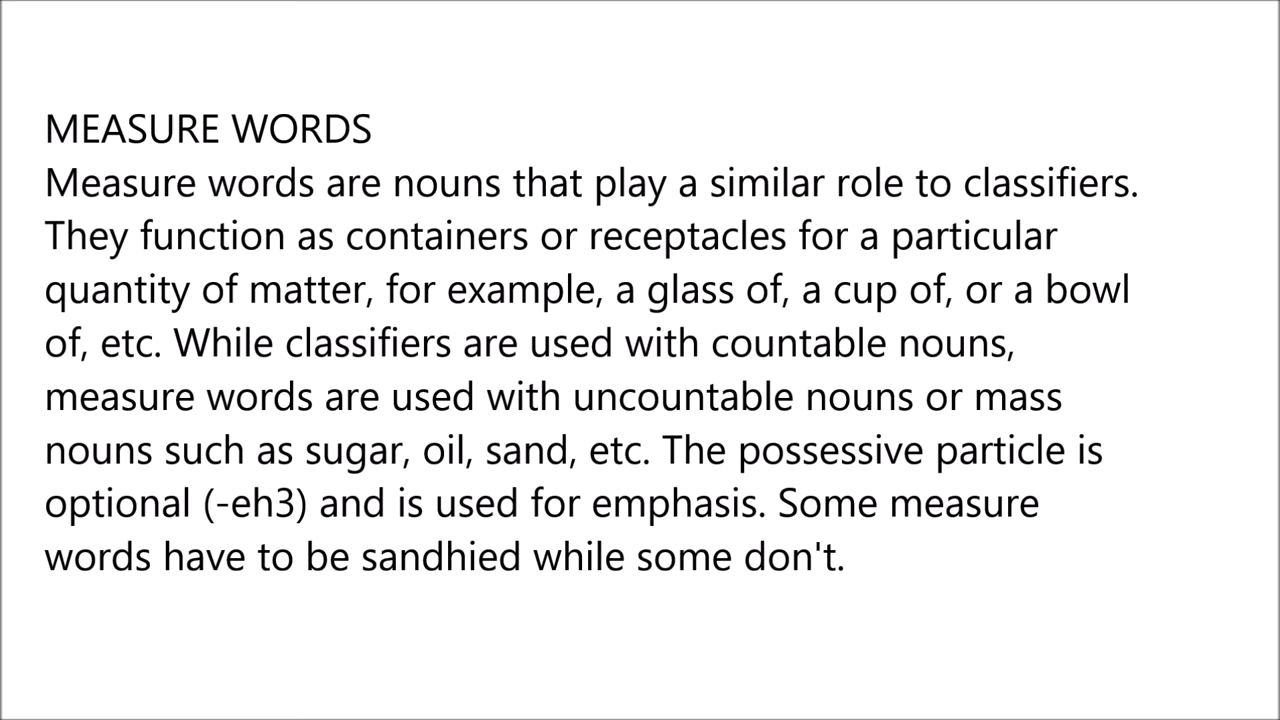 MEASURE WORDS
Measure words are nouns that play a similar role to classifiers.
They function as containers or receptacles for a particular
quantity of matter, for example, a glass of, a cup of, or a bowl
of, etc. While classifiers are used with countable nouns,
measure words are used with uncountable nouns or mass
nouns such as sugar, oil, sand, etc. The possessive particle is
optional (-eh3) and is used for emphasis. Some measure
words have to be sandhied while some don't.